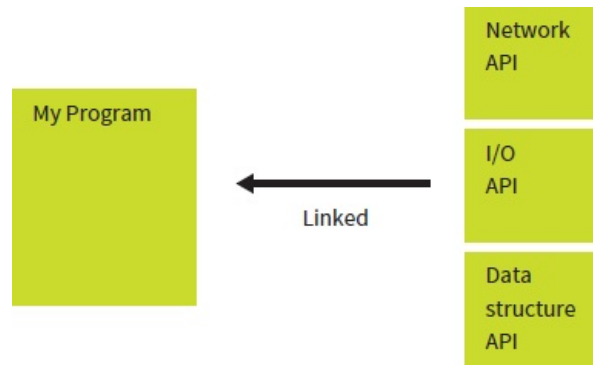 My Program
Linked
Network
API
I/O
API
Data
structure
API